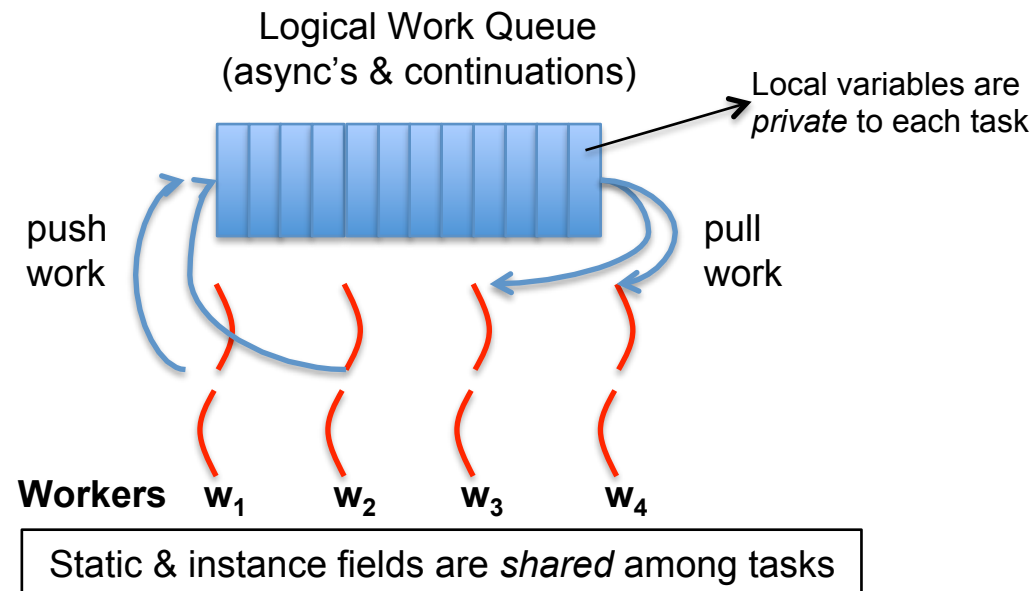 Logical Work Queue
(async’s & continuations)
Local variables are
private to each task
push
work
pull
work
Workers w₁ w₂ w₃ w₄
Static & instance fields are shared among tasks